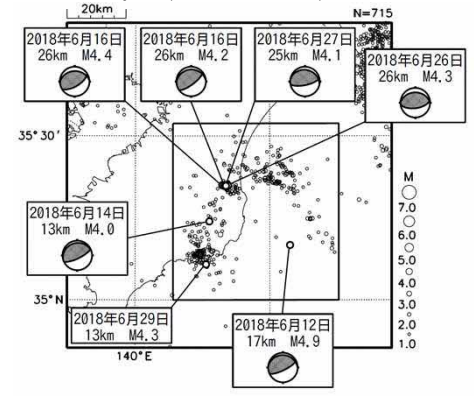 20km
N=715
2018年6月16日
26km M4.4
2018年6月16日
26km M4.2
2018年6月27日
25km M4.1
2018年6月26日
26km M4.3
35°30′
2018年6月14日
13km M4.0
M
7.0
6.0
5.0
4.0
3.0
2.0
1.0
35°N
2018年6月29日
13km M4.3
2018年6月12日
17km M4.9
140°E